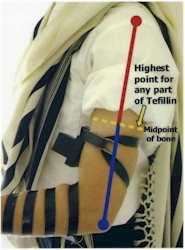 Highest
point for any
part of Tefillin
Midpoint
of bone